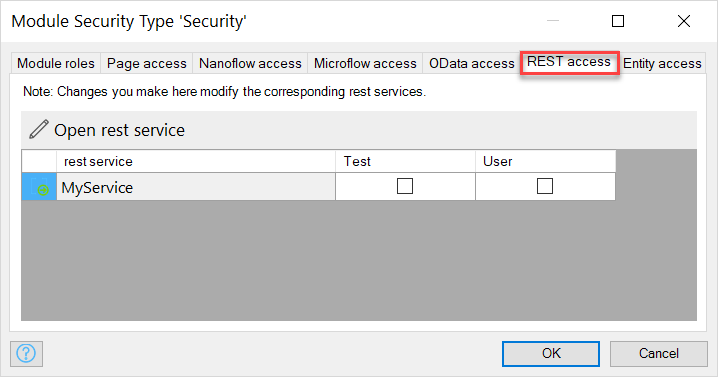 Module Security Type 'Security'
Module roles Page access Nanoflow access Microflow access OData access REST access Entity access
Note: Changes you make here modify the corresponding rest services.
Open rest service
rest service Test User
MyService
? OK Cancel